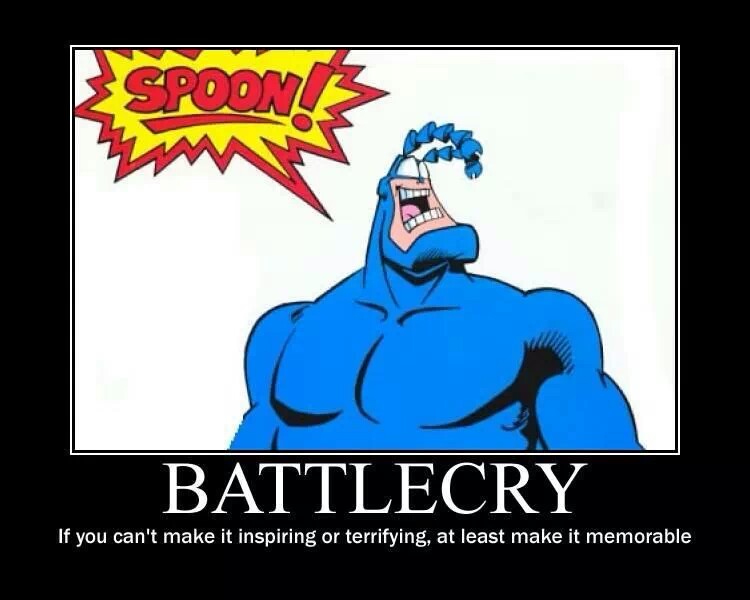 SPOON!
BATTLECRY
If you can't make it inspiring or terrifying, at least make it memorable